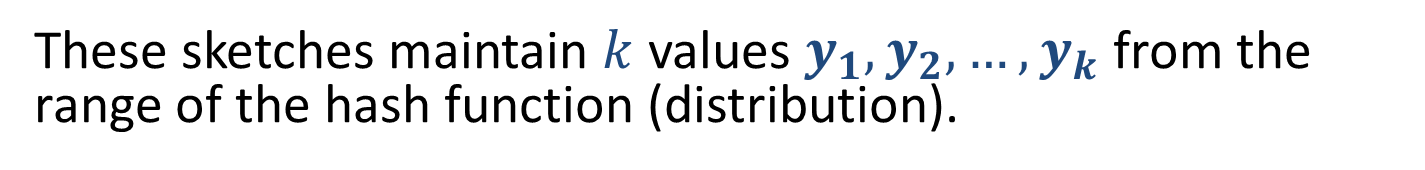 These sketches maintain k values y₁, y₂, … , yₖ from the
range of the hash function (distribution).